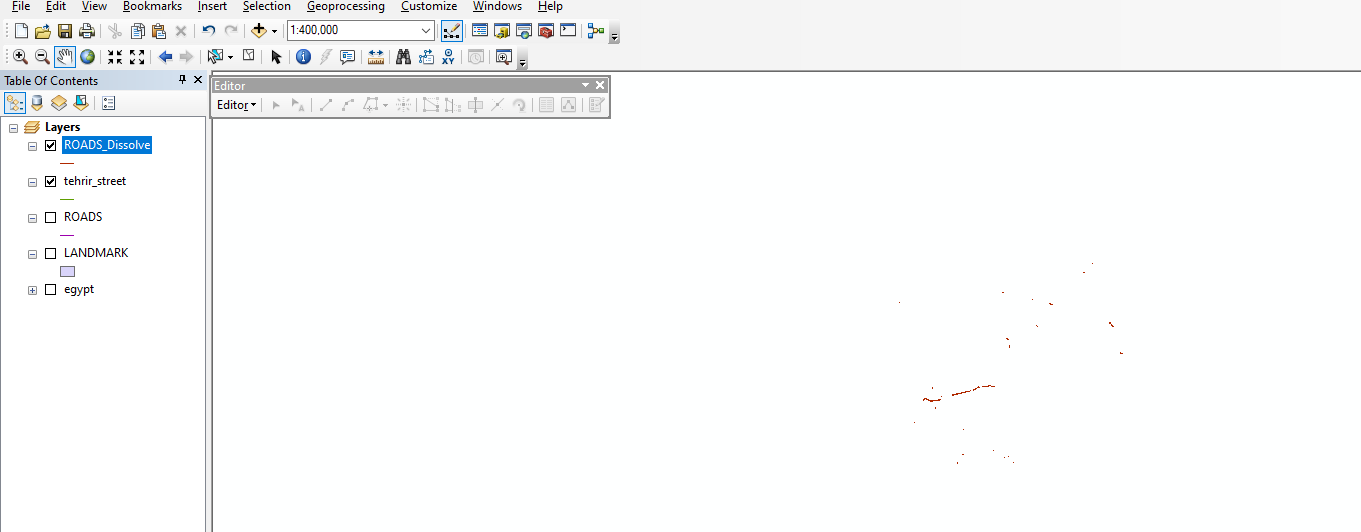 File Edit View Bookmarks Insert Selection Geoprocessing Customize Windows Help
1:400,000
XY
Table Of Contents
Editor
Editor
Layers
ROADS_Dissolve
tehrir_street
ROADS
LANDMARK
egypt